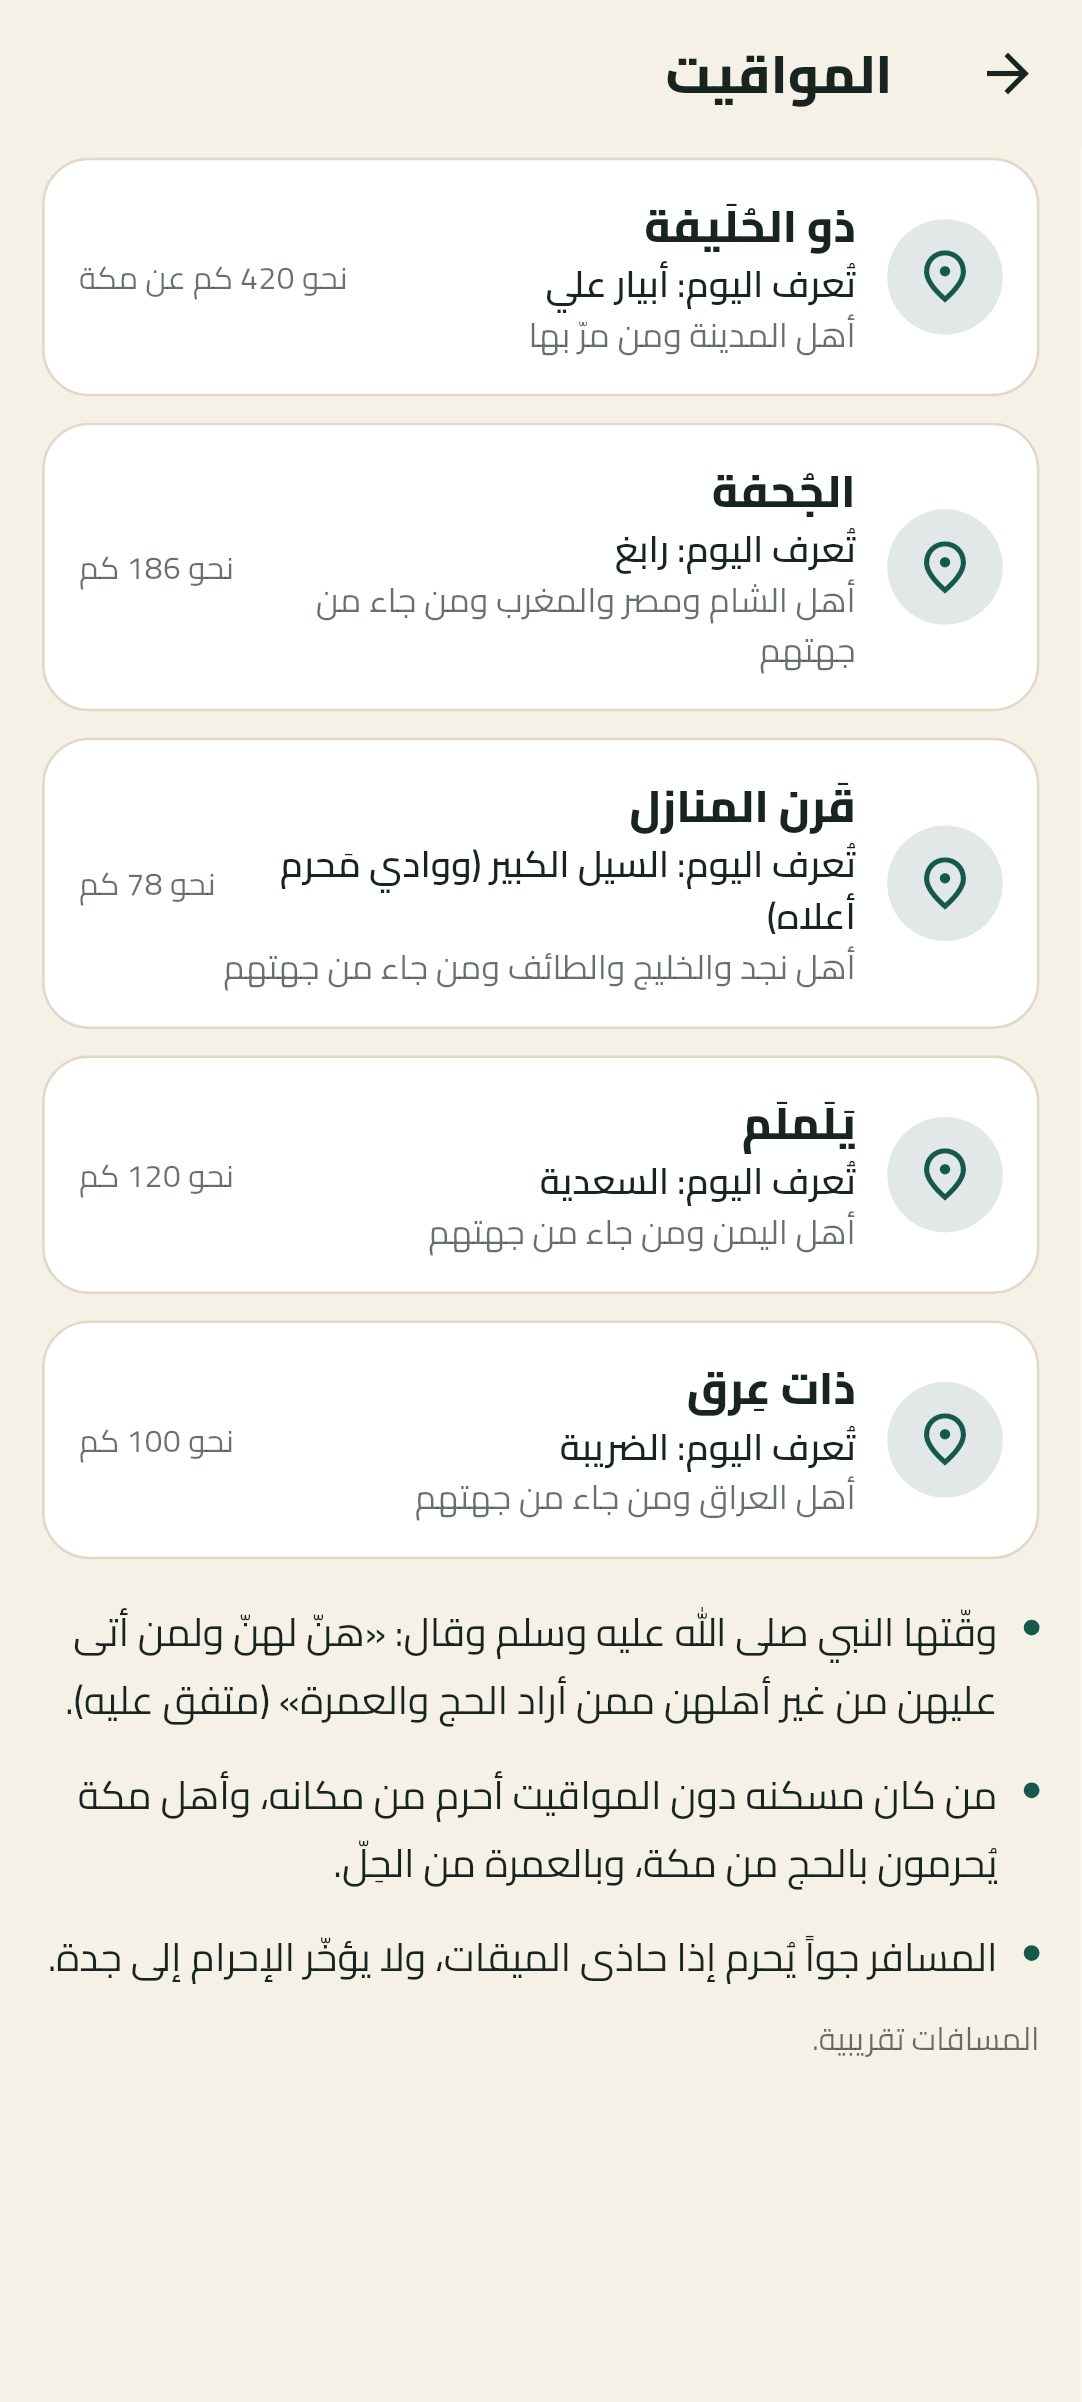 المواقيت
ذو الحُلَيفة
تُعرف اليوم: أبيار علي
أهل المدينة ومن مرّ بها
نحو 420 كم عن مكة
الجُحفة
تُعرف اليوم: رابغ
أهل الشام ومصر والمغرب ومن جاء من
جهتهم
نحو 186 كم
قَرن المنازل
تُعرف اليوم: السيل الكبير (ووادي مَحرم
أعلاه)
أهل نجد والخليج والطائف ومن جاء من جهتهم
نحو 78 كم
يَلَملَم
تُعرف اليوم: السعدية
أهل اليمن ومن جاء من جهتهم
نحو 120 كم
ذات عِرق
تُعرف اليوم: الضريبة
أهل العراق ومن جاء من جهتهم
نحو 100 كم
• وقّتها النبي صلى الله عليه وسلم وقال: «هنّ لهنّ ولمن أتى
عليهن من غير أهلهن ممن أراد الحج والعمرة» (متفق عليه).
• من كان مسكنه دون المواقيت أحرم من مكانه، وأهل مكة
يُحرمون بالحج من مكة، وبالعمرة من الحِلّ.
• المسافر جواً يُحرم إذا حاذى الميقات، ولا يؤخّر الإحرام إلى جدة.
المسافات تقريبية.